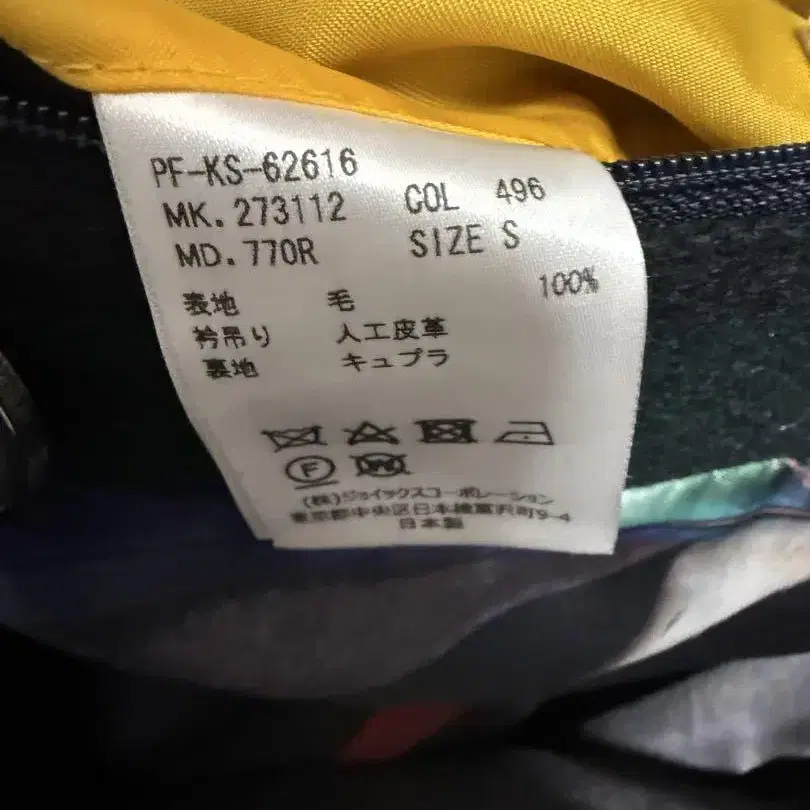 PF-KS-62616
MK. 273112 COL 496
MD. 770R SIZE S
表地 毛 100%
衿吊り 人工皮革
裏地 キュプラ
F
W
(株)ジョイックスコーポレーション
東京都中央区日本橋富沢町9-4
日本製